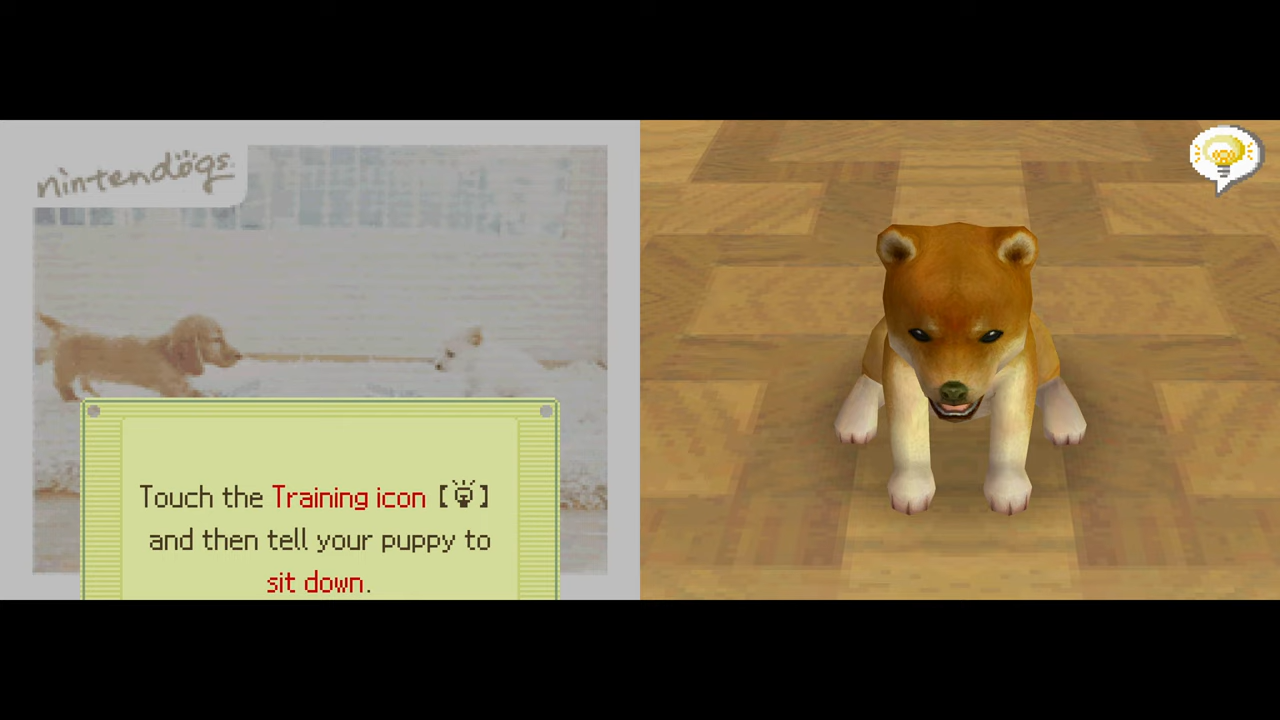 nintendogs
Touch the Training icon [ ]
and then tell your puppy to
sit down.